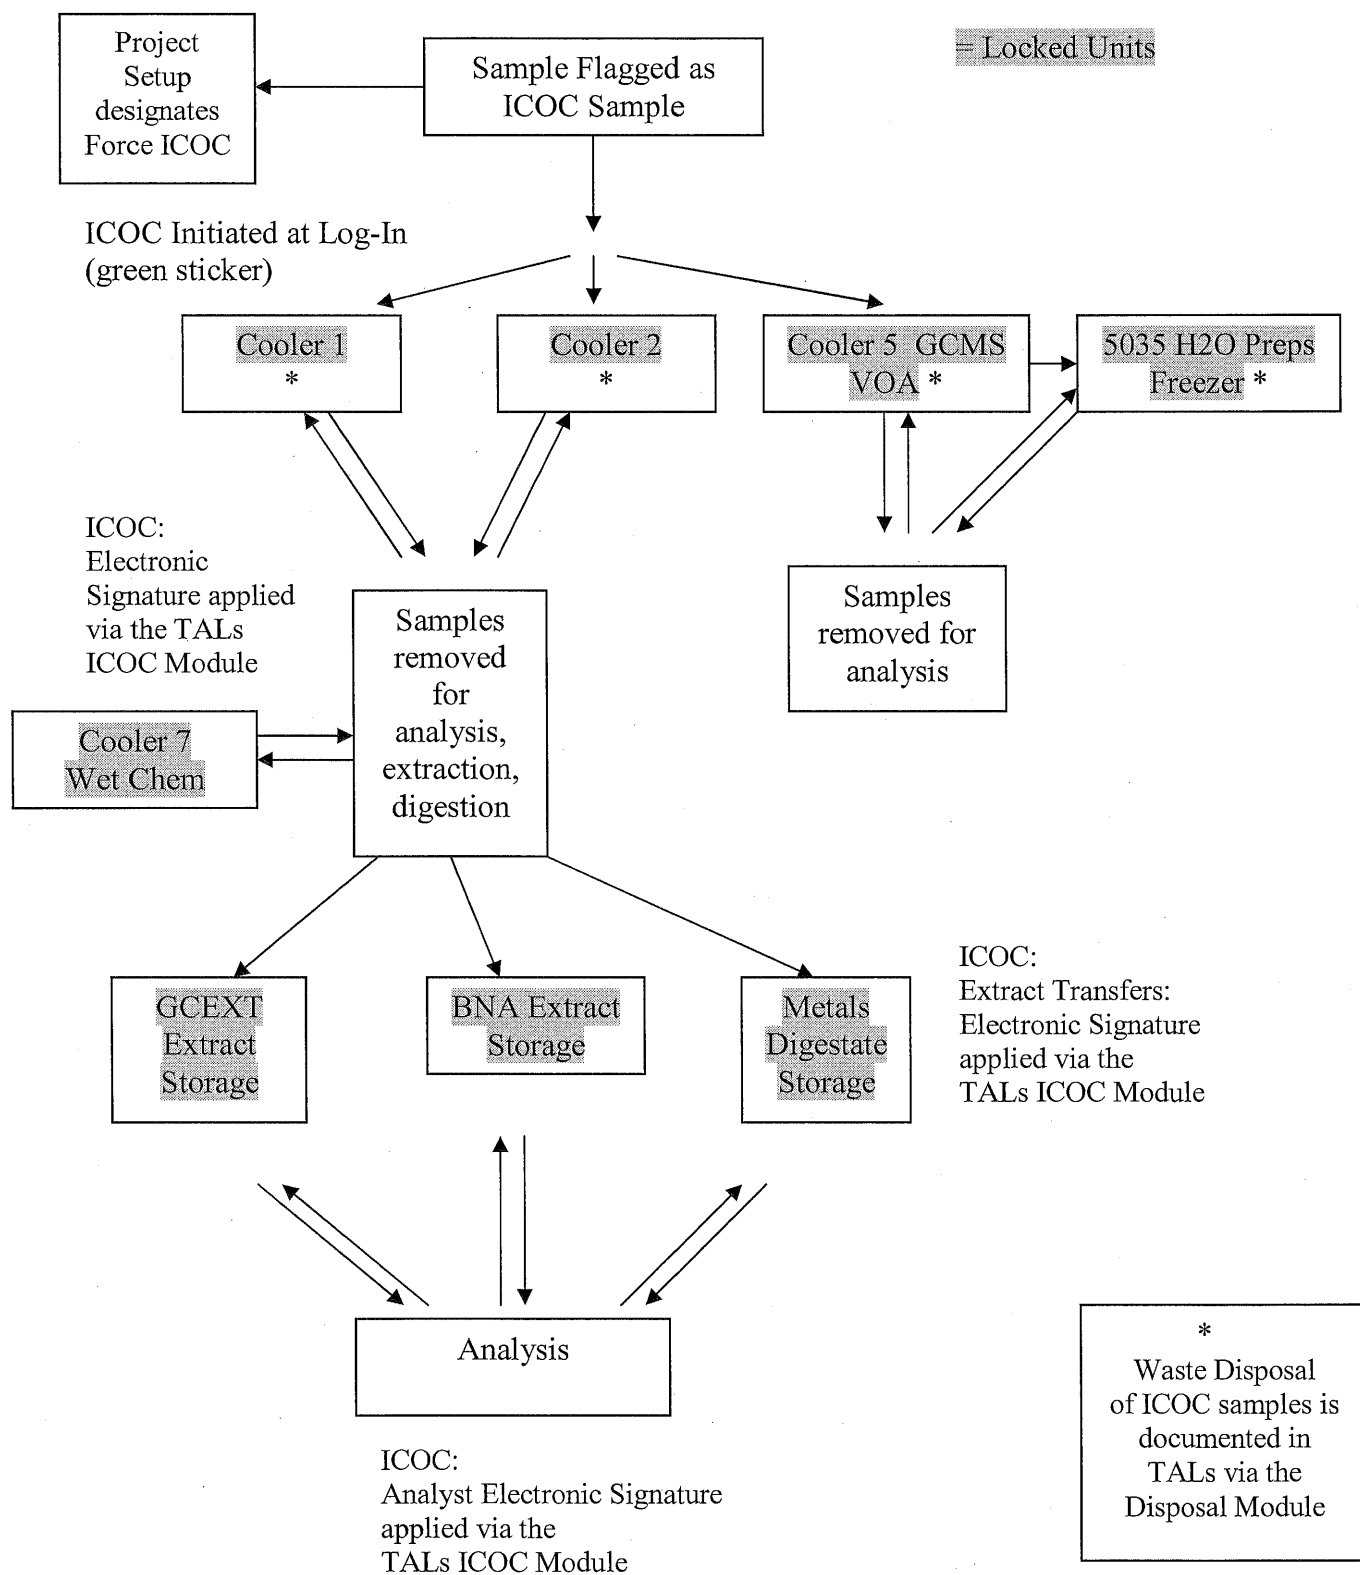 Project
Setup
designates
Force ICOC
Sample Flagged as
ICOC Sample
= Locked Units
ICOC Initiated at Log-In
(green sticker)
Cooler 1
*
Cooler 2
*
Cooler 5 GCMS
VOA *
5035 H2O Preps
Freezer *
ICOC:
Electronic
Signature applied
via the TALs
ICOC Module
Samples
removed
for
analysis,
extraction,
digestion
Samples
removed for
analysis
Cooler 7
Wet Chem
GCEXT
Extract
Storage
BNA Extract
Storage
Metals
Digestate
Storage
ICOC:
Extract Transfers:
Electronic Signature
applied via the
TALs ICOC Module
Analysis
ICOC:
Analyst Electronic Signature
applied via the
TALs ICOC Module
*
Waste Disposal
of ICOC samples is
documented in
TALs via the
Disposal Module